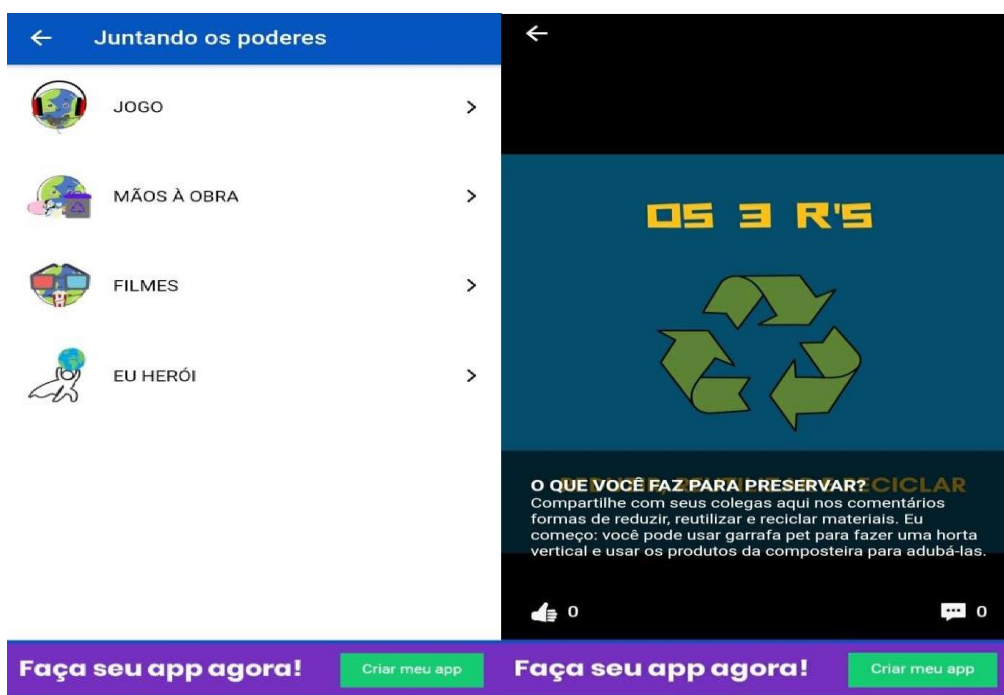 Juntando os poderes
JOGO
MÃOS À OBRA
FILMES
EU HERÓI
Faça seu app agora!
Criar meu app
OS 3 R'S
REDUZIR, REUTILIZAR E RECICLAR
O QUE VOCÊ FAZ PARA PRESERVAR?
Compartilhe com seus colegas aqui nos comentários
formas de reduzir, reutilizar e reciclar materiais. Eu
começo: você pode usar garrafa pet para fazer uma horta
vertical e usar os produtos da composteira para adubá-las.
0
0
Faça seu app agora!
Criar meu app